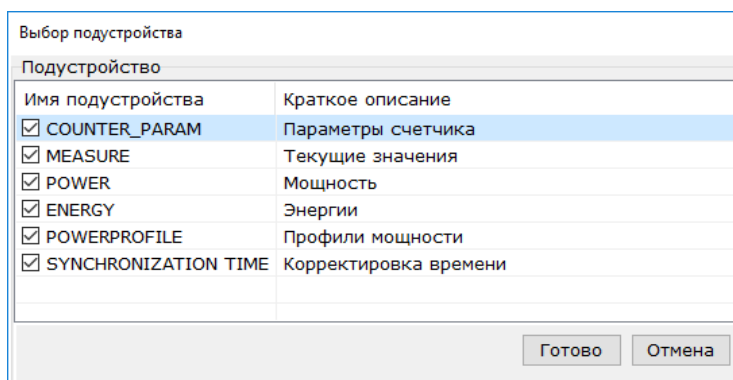 Выбор подустройства
Подустройство
Имя подустройства Краткое описание
COUNTER_PARAM Параметры счетчика
MEASURE Текущие значения
POWER Мощность
ENERGY Энергии
POWERPROFILE Профили мощности
SYNCHRONIZATION TIME Корректировка времени
Готово Отмена